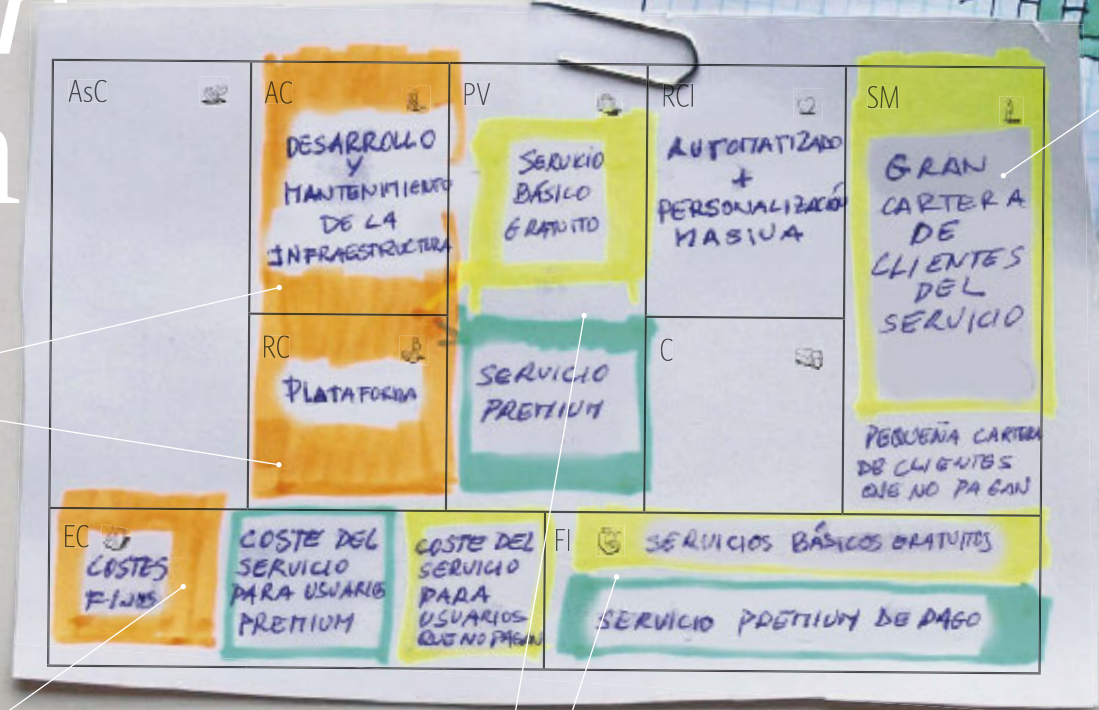 AsC
AC
DESARROLLO
Y
MANTENIMIENTO
DE LA
INFRAESTRUCTURA
RC
PLATAFORMA
PV
SERVICIO
BÁSICO
GRATUITO
SERVICIO
PREMIUM
RCl
AUTOMATIZADO
+
PERSONALIZACIÓN
MASIVA
C
SM
GRAN
CARTERA
DE
CLIENTES
DEL
SERVICIO
PEQUEÑA CARTERA
DE CLIENTES
QUE NO PAGAN
EC
COSTES
FIJOS
COSTE DEL
SERVICIO
PARA USUARIO
PREMIUM
COSTE DEL
SERVICIO
PARA
USUARIOS
QUE NO PAGAN
FI
SERVICIOS BÁSICOS GRATUITOS
SERVICIO PREMIUM DE PAGO